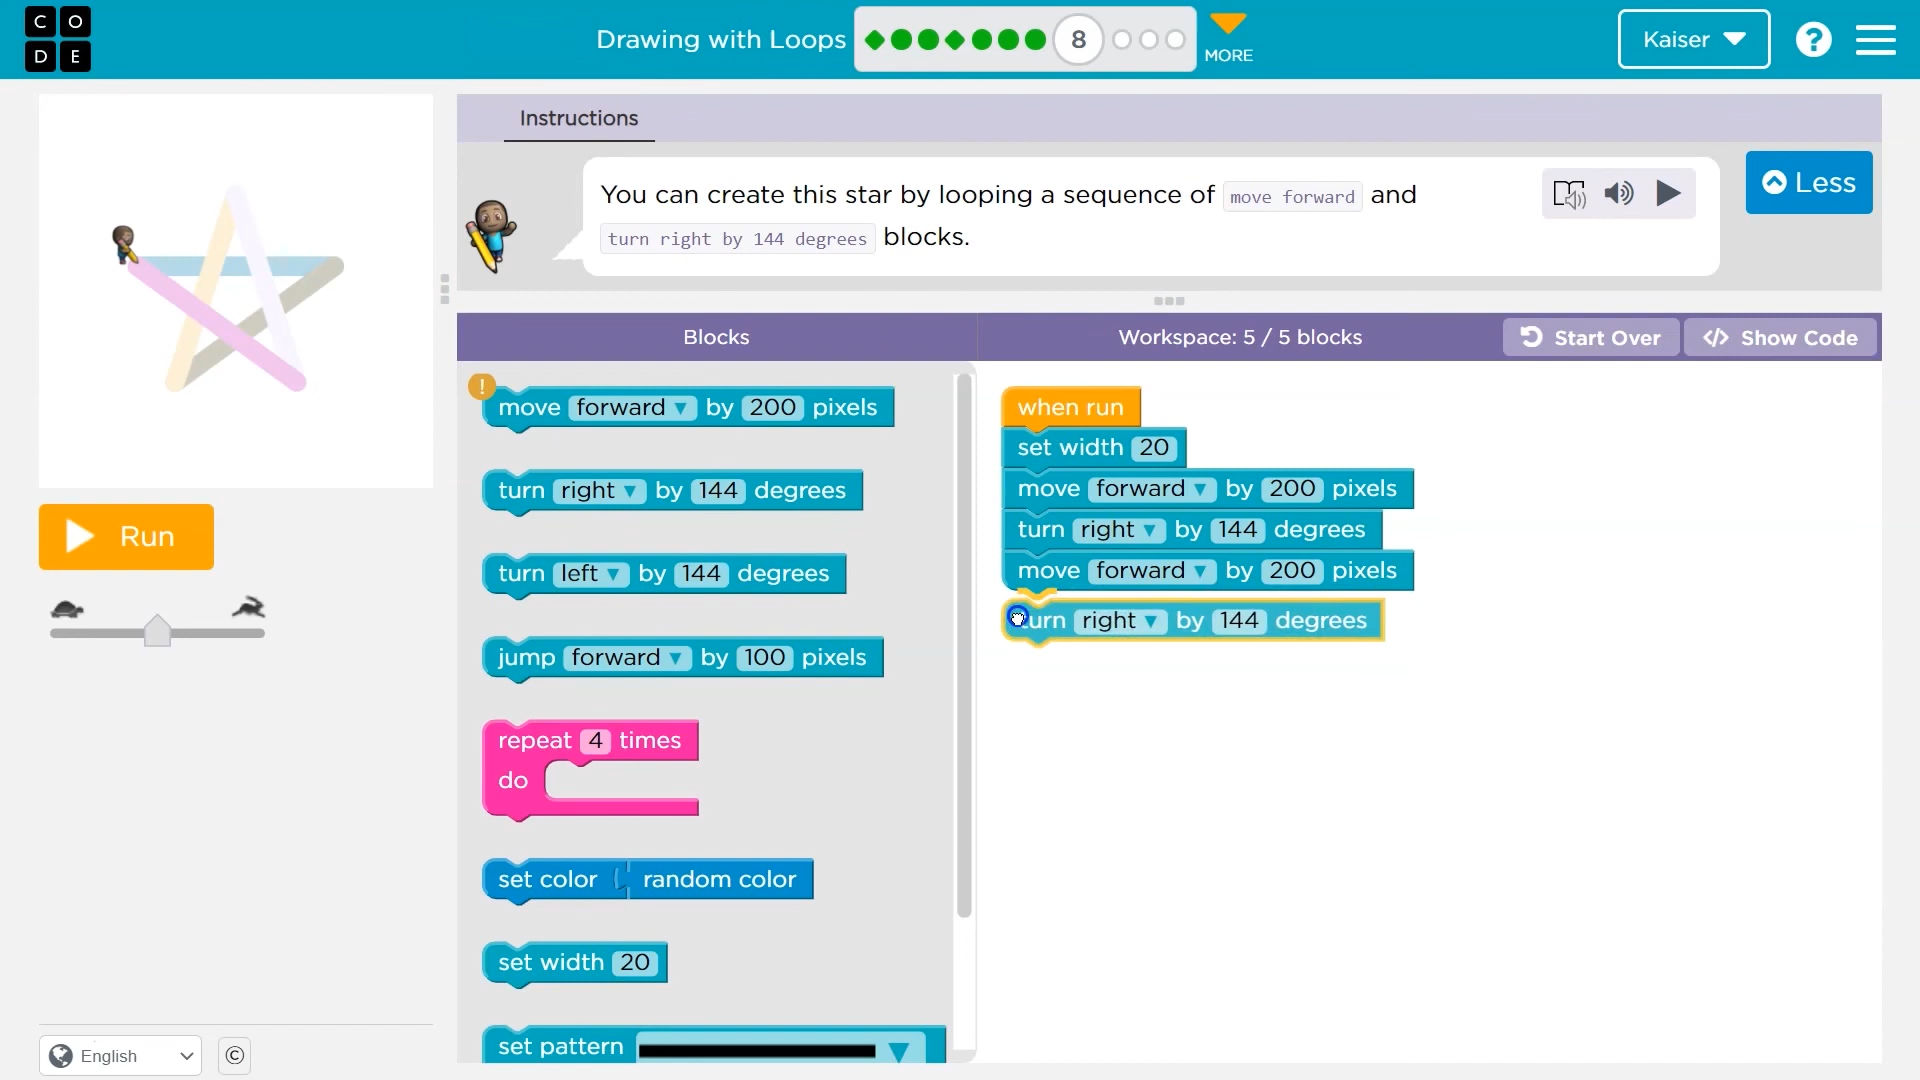 C O
D E
Drawing with Loops
8
MORE
Kaiser
?
Instructions
You can create this star by looping a sequence of move forward and
turn right by 144 degrees blocks.
Less
Blocks
Workspace: 5 / 5 blocks
Start Over
</> Show Code
!
move forward ▼ by 200 pixels
turn right ▼ by 144 degrees
turn left ▼ by 144 degrees
jump forward ▼ by 100 pixels
repeat 4 times
do
set color random color
set width 20
set pattern
when run
set width 20
move forward ▼ by 200 pixels
turn right ▼ by 144 degrees
move forward ▼ by 200 pixels
turn right ▼ by 144 degrees
Run
English
©